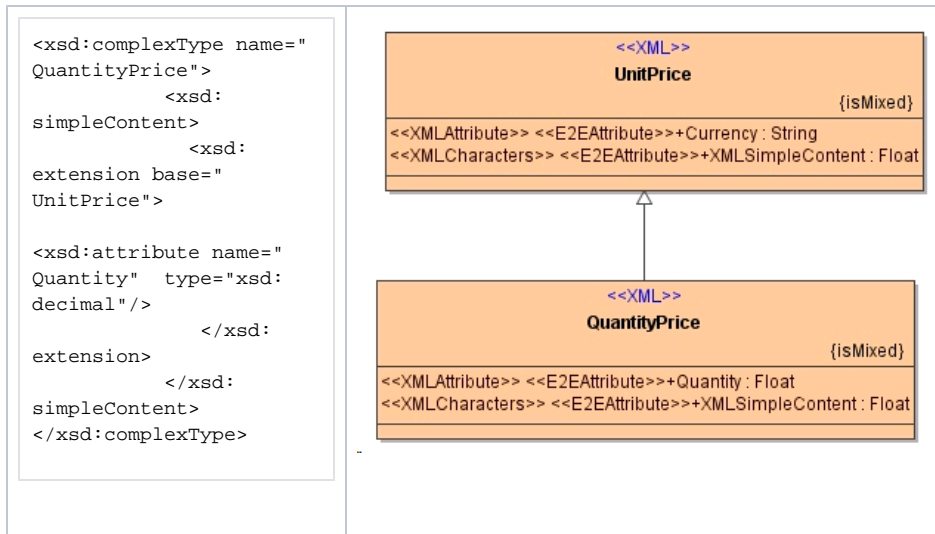 <xsd:complexType name="
QuantityPrice">
<xsd:
simpleContent>
<xsd:
extension base="
UnitPrice">
<xsd:attribute name="
Quantity"  type="xsd:
decimal"/>
</xsd:
extension>
</xsd:
simpleContent>
</xsd:complexType>
<<XML>>
UnitPrice
{isMixed}
<<XMLAttribute>> <<E2EAttribute>>+Currency : String
<<XMLCharacters>> <<E2EAttribute>>+XMLSimpleContent : Float
<<XML>>
QuantityPrice
{isMixed}
<<XMLAttribute>> <<E2EAttribute>>+Quantity : Float
<<XMLCharacters>> <<E2EAttribute>>+XMLSimpleContent : Float